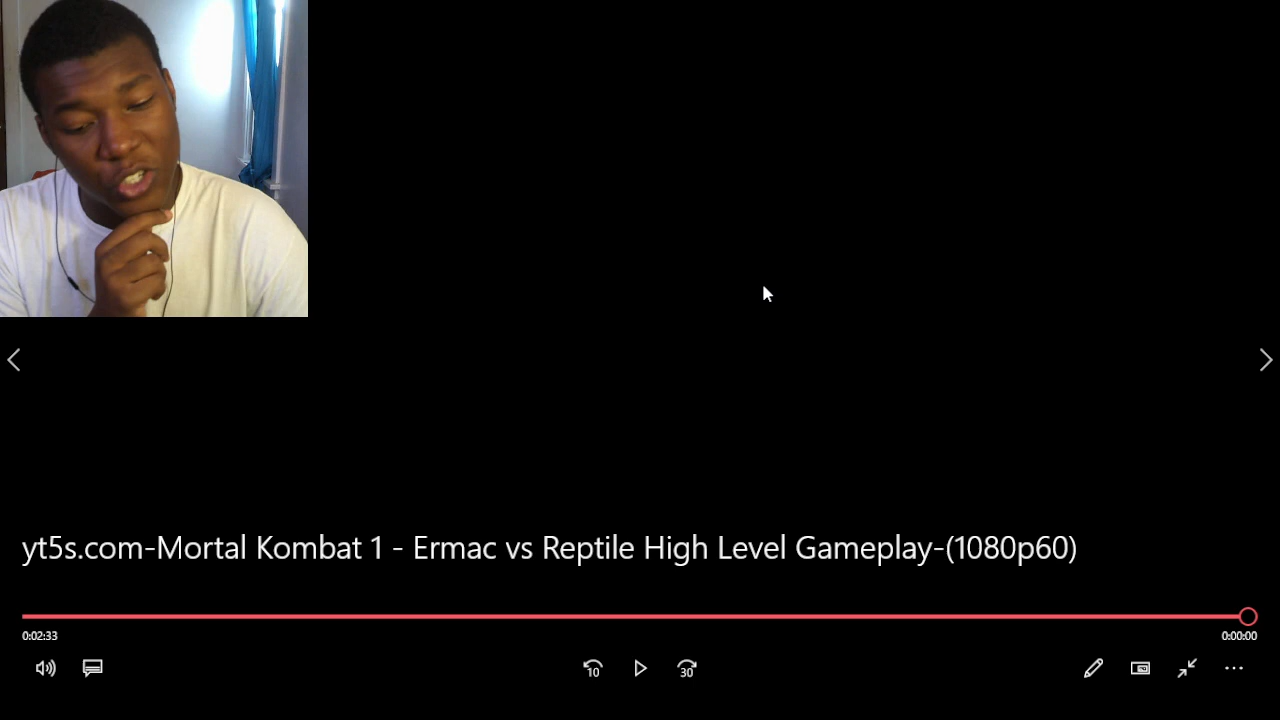 yt5s.com-Mortal Kombat 1 - Ermac vs Reptile High Level Gameplay-(1080p60)
0:02:33
0:00:00
10
30